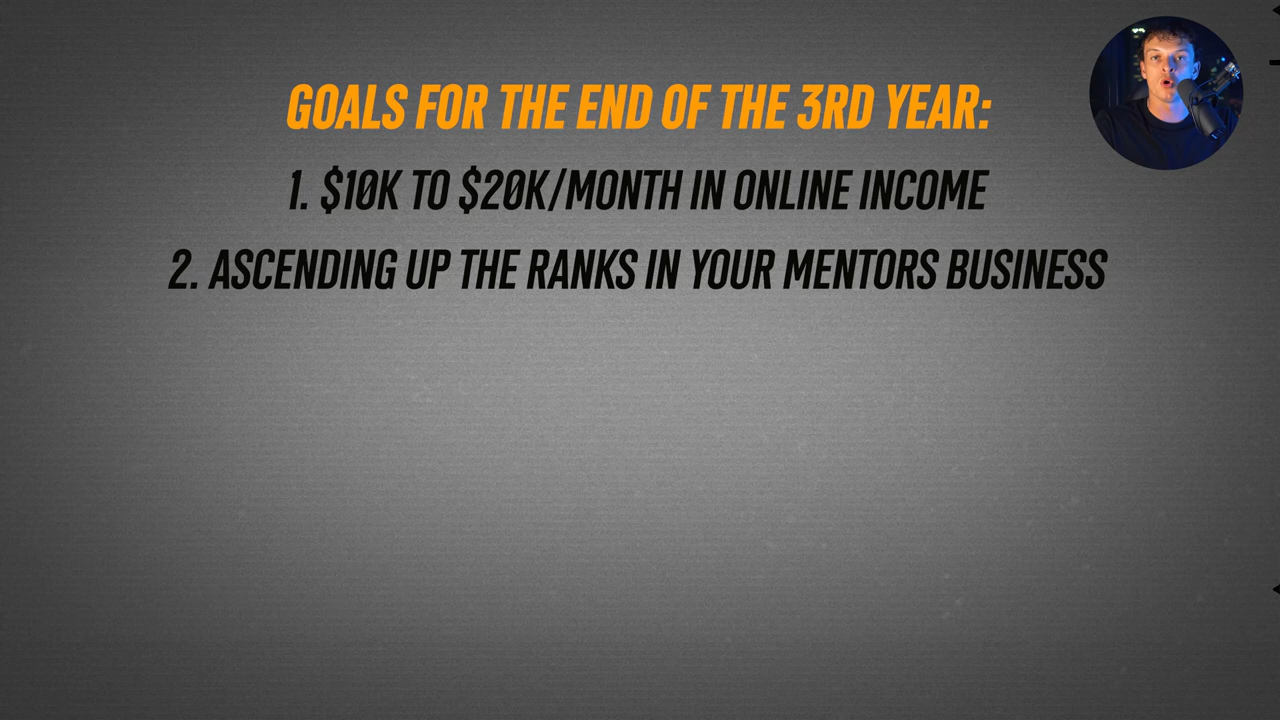 GOALS FOR THE END OF THE 3RD YEAR:
1. $10K TO $20K/MONTH IN ONLINE INCOME
2. ASCENDING UP THE RANKS IN YOUR MENTORS BUSINESS